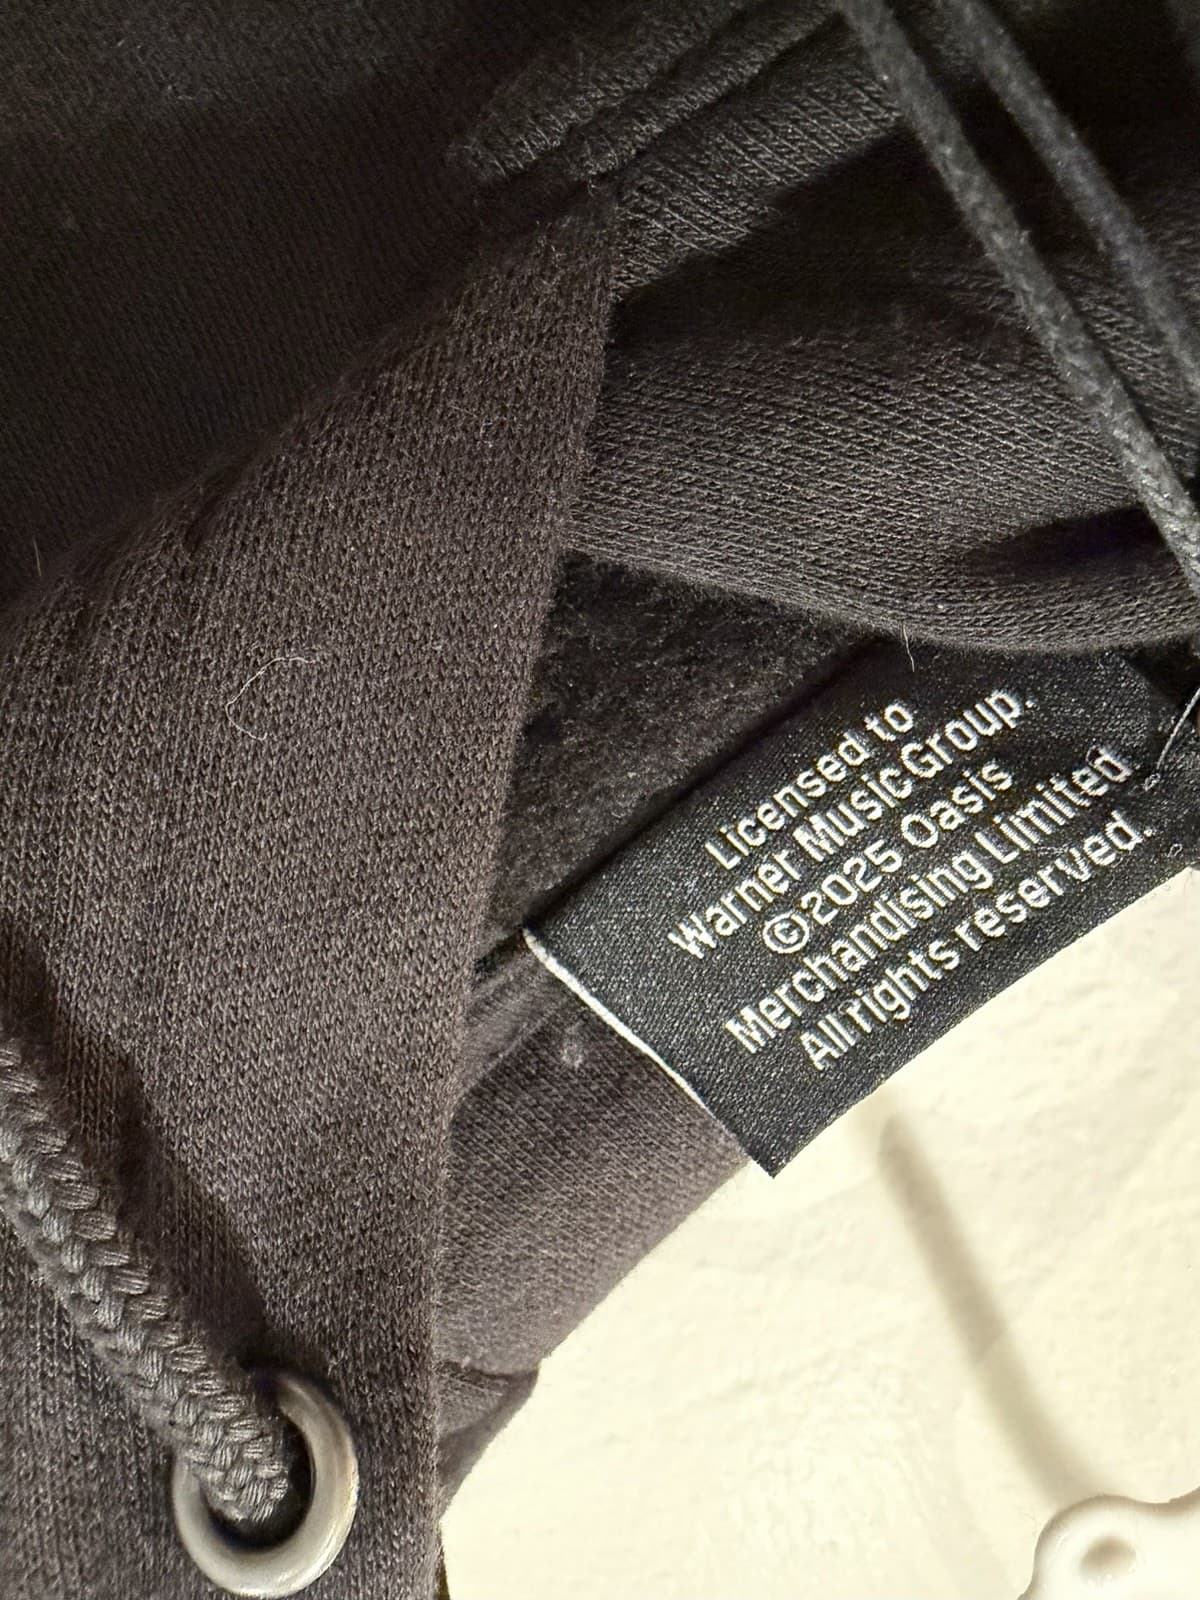 Licensed to
Warner Music Group.
©2025 Oasis
Merchandising Limited
All rights reserved.